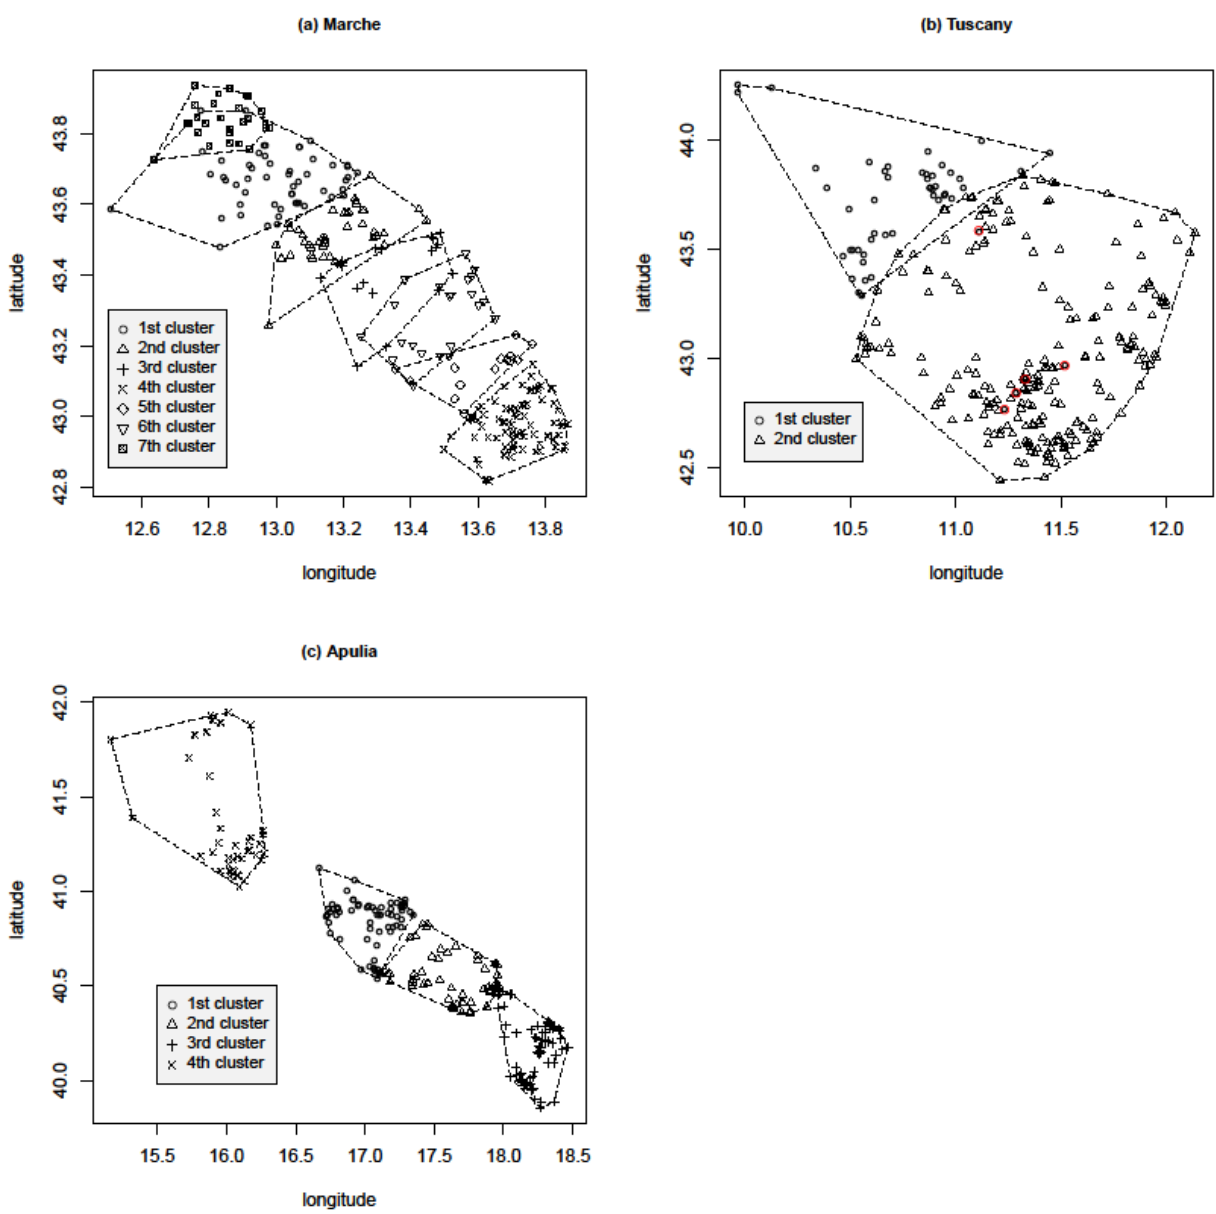 (a) Marche
latitude
43.8
43.6
43.4
43.2
43.0
42.8
1st cluster
2nd cluster
3rd cluster
4th cluster
5th cluster
6th cluster
7th cluster
12.6 12.8 13.0 13.2 13.4 13.6 13.8
longitude
(b) Tuscany
latitude
44.0
43.5
43.0
42.5
1st cluster
2nd cluster
10.0 10.5 11.0 11.5 12.0
longitude
(c) Apulia
latitude
42.0
41.5
41.0
40.5
40.0
1st cluster
2nd cluster
3rd cluster
4th cluster
15.5 16.0 16.5 17.0 17.5 18.0 18.5
longitude